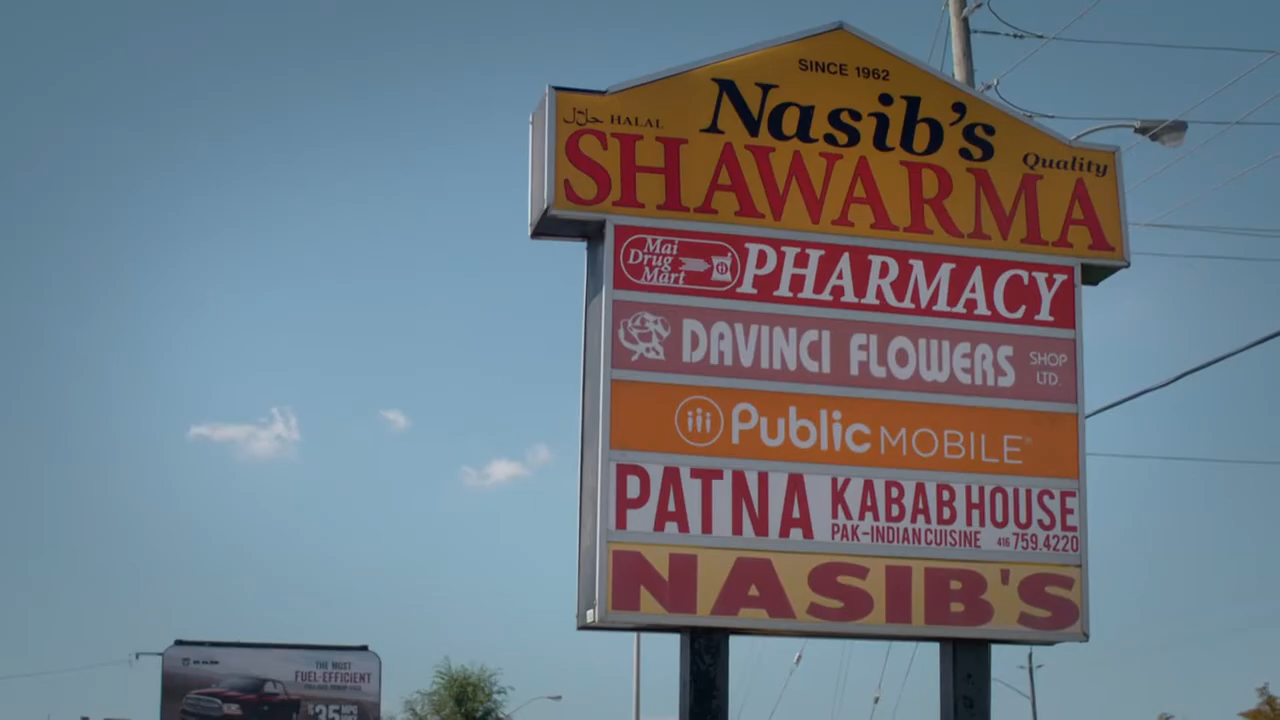 SINCE 1962
Nasib's
حلال HALAL
Quality
SHAWARMA
Mai
Drug
Mart
PHARMACY
DAVINCI FLOWERS SHOP
LTD.
Public MOBILE
PATNA KABAB HOUSE
PAK-INDIAN CUISINE 416 759.4220
NASIB'S
RAM
THE MOST
FUEL-EFFICIENT